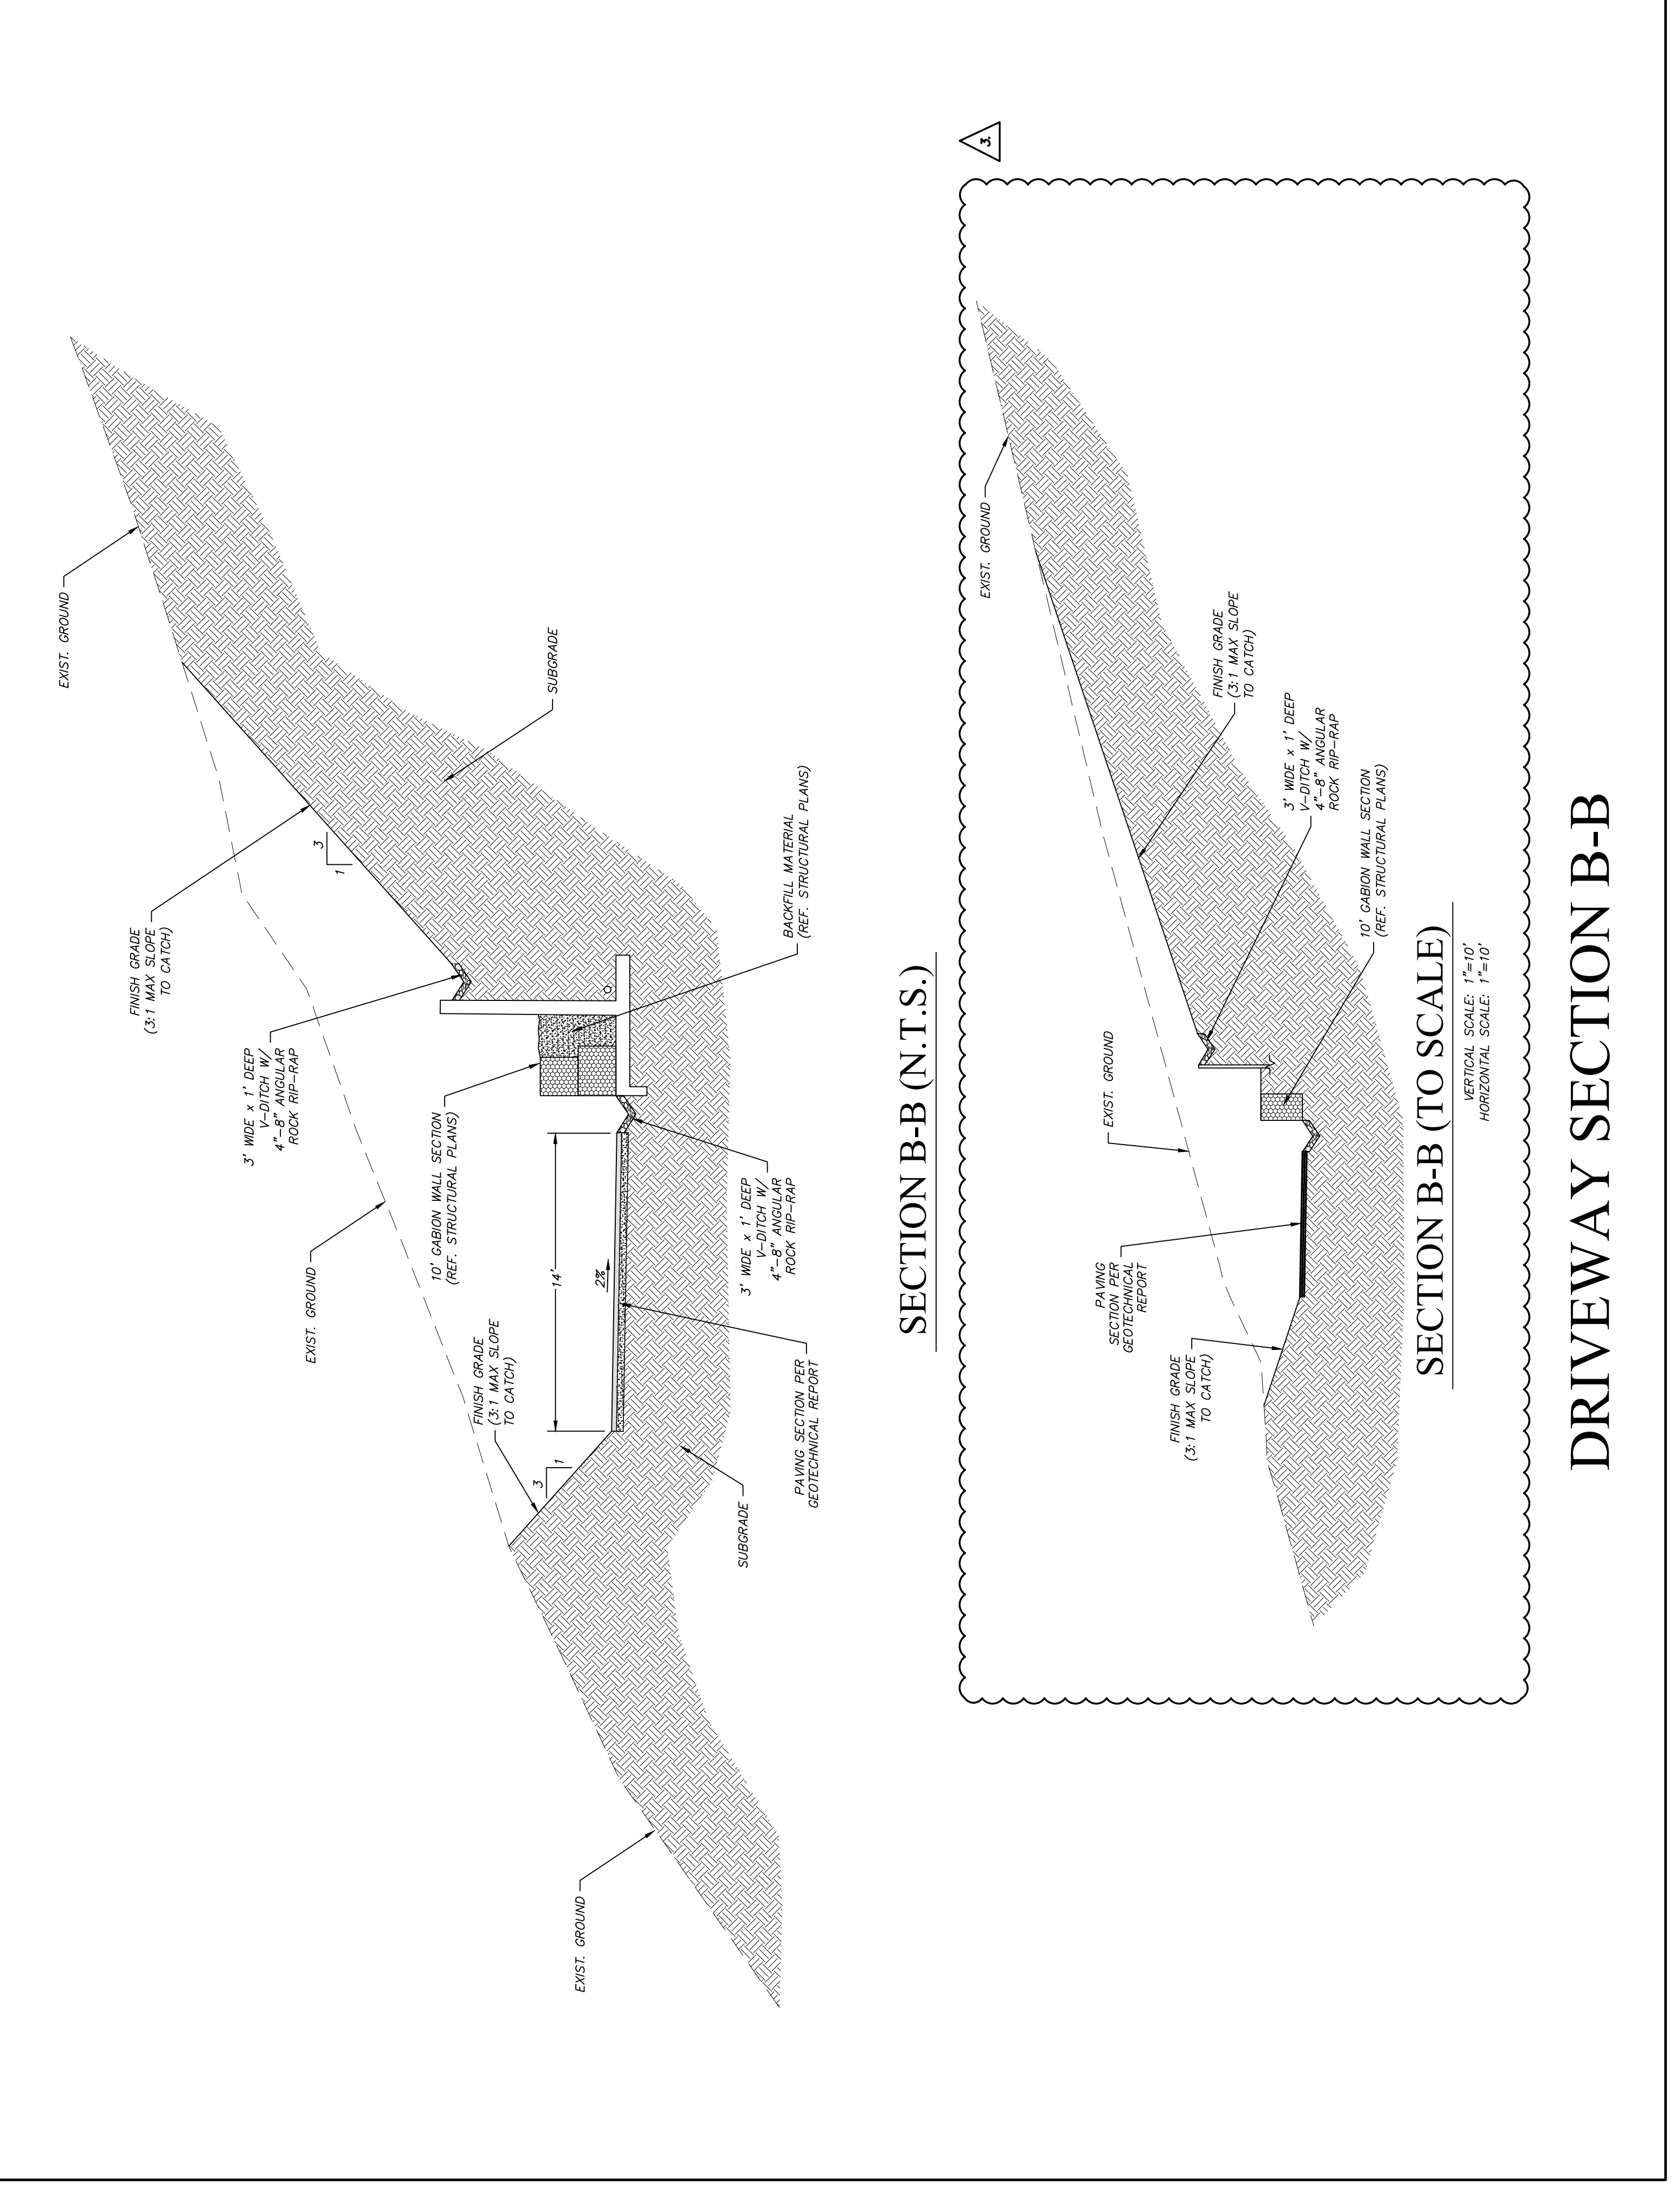 EXIST. GROUND
FINISH GRADE
(3:1 MAX SLOPE
TO CATCH)
3
1
3' WIDE x 1' DEEP
V-DITCH W/
4"-8" ANGULAR
ROCK RIP-RAP
SUBGRADE
EXIST. GROUND
10' GABION WALL SECTION
(REF. STRUCTURAL PLANS)
FINISH GRADE
(3:1 MAX SLOPE
TO CATCH)
3
1
14'
2%
BACKFILL MATERIAL
(REF. STRUCTURAL PLANS)
EXIST. GROUND
SUBGRADE
PAVING SECTION PER
GEOTECHNICAL REPORT
3' WIDE x 1' DEEP
V-DITCH W/
4"-8" ANGULAR
ROCK RIP-RAP
SECTION B-B (N.T.S.)
3.
EXIST. GROUND
EXIST. GROUND
PAVING
SECTION PER
GEOTECHNICAL
REPORT
FINISH GRADE
(3:1 MAX SLOPE
TO CATCH)
FINISH GRADE
(3:1 MAX SLOPE
TO CATCH)
3' WIDE x 1' DEEP
V-DITCH W/
4"-8" ANGULAR
ROCK RIP-RAP
10' GABION WALL SECTION
(REF. STRUCTURAL PLANS)
SECTION B-B (TO SCALE)
VERTICAL SCALE: 1"=10'
HORIZONTAL SCALE: 1"=10'
DRIVEWAY SECTION B-B